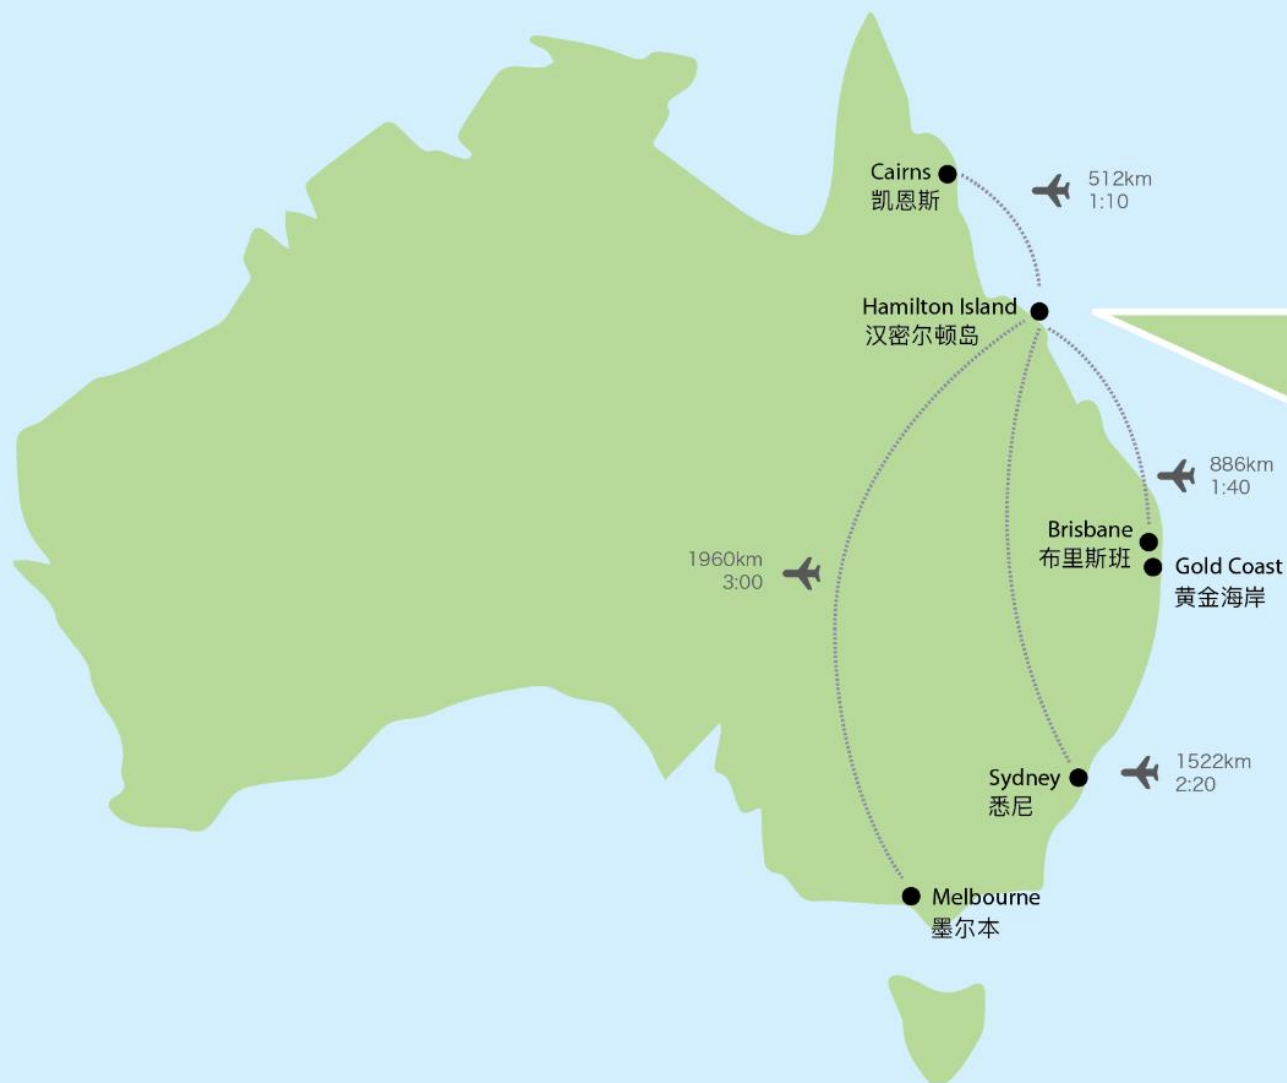 Cairns
凯恩斯
512km
1:10
Hamilton Island
汉密尔顿岛
886km
1:40
Brisbane
布里斯班
Gold Coast
黄金海岸
1960km
3:00
Sydney
悉尼
1522km
2:20
Melbourne
墨尔本